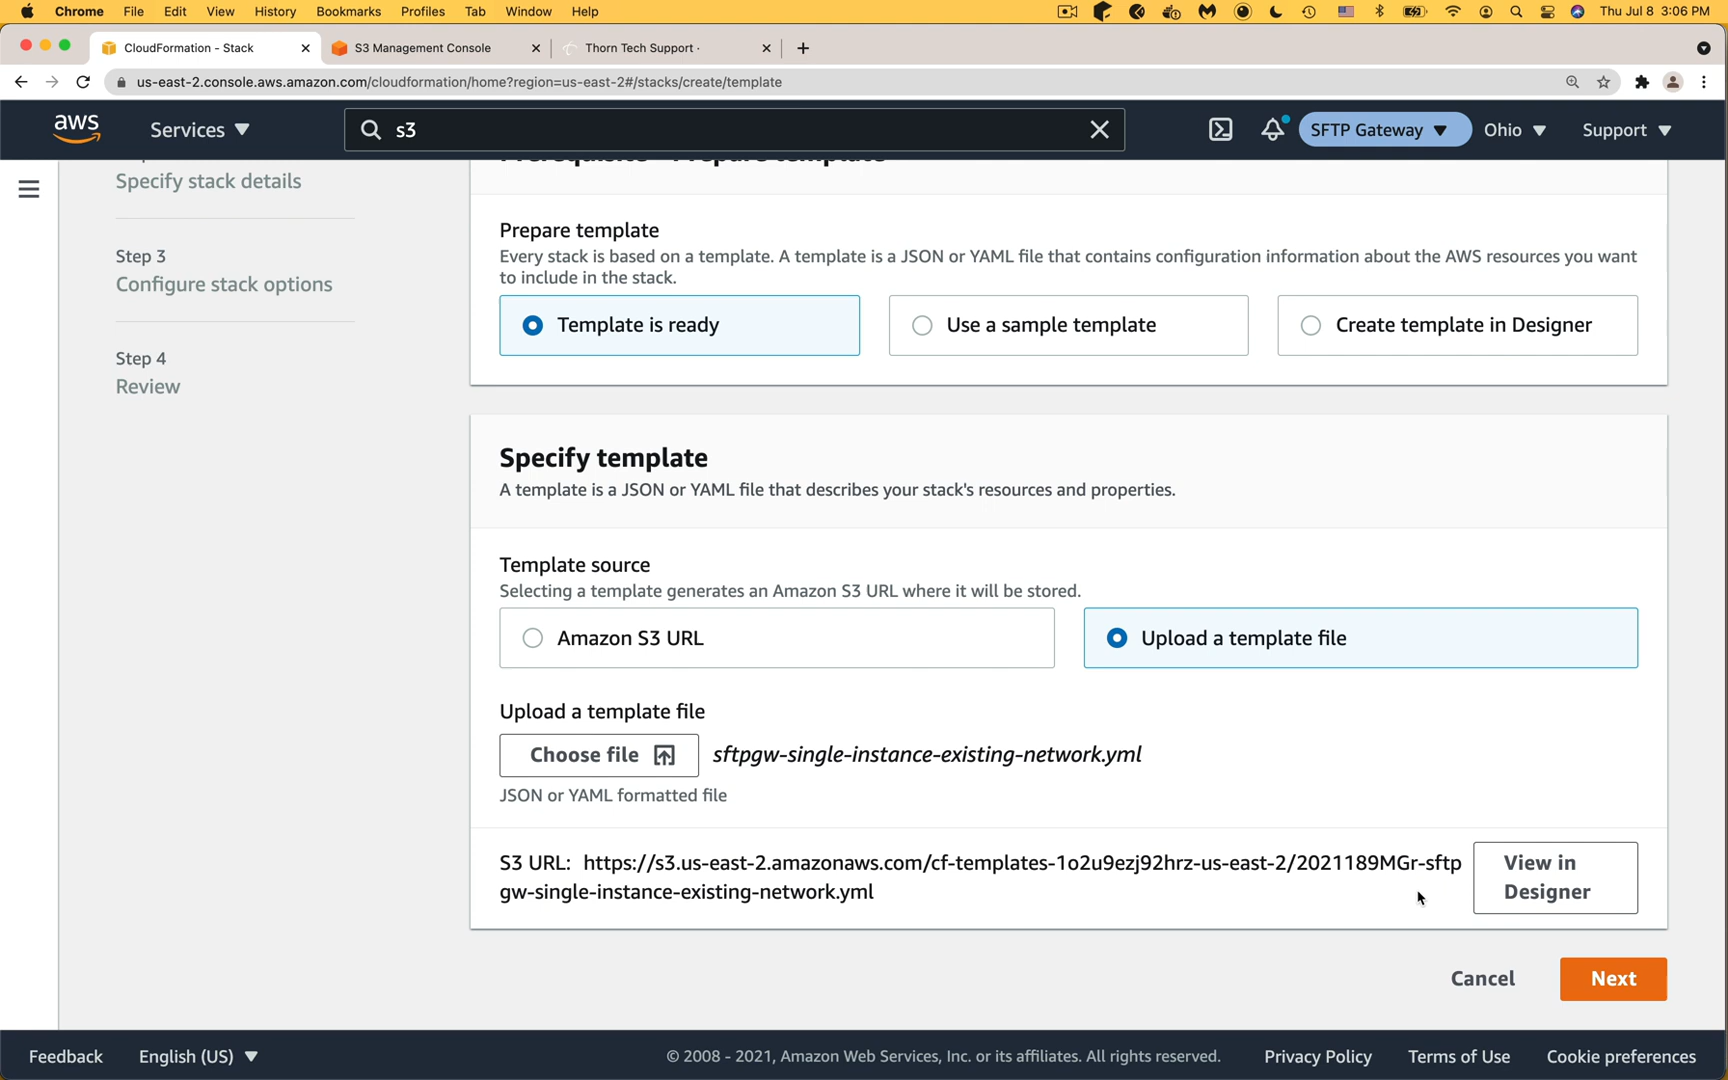 Chrome File Edit View History Bookmarks Profiles Tab Window Help Thu Jul 8 3:06 PM
CloudFormation - Stack
S3 Management Console
Thorn Tech Support ·
us-east-2.console.aws.amazon.com/cloudformation/home?region=us-east-2#/stacks/create/template
aws
Services
s3
SFTP Gateway
Ohio
Support
Prerequisite - Prepare template
Specify stack details
Step 3
Configure stack options
Step 4
Review
Prepare template
Every stack is based on a template. A template is a JSON or YAML file that contains configuration information about the AWS resources you want
to include in the stack.
Template is ready
Use a sample template
Create template in Designer
Specify template
A template is a JSON or YAML file that describes your stack's resources and properties.
Template source
Selecting a template generates an Amazon S3 URL where it will be stored.
Amazon S3 URL
Upload a template file
Upload a template file
Choose file
sftpgw-single-instance-existing-network.yml
JSON or YAML formatted file
S3 URL: https://s3.us-east-2.amazonaws.com/cf-templates-1o2u9ezj92hrz-us-east-2/2021189MGr-sftp
gw-single-instance-existing-network.yml
View in
Designer
Cancel
Next
Feedback
English (US)
© 2008 - 2021, Amazon Web Services, Inc. or its affiliates. All rights reserved.
Privacy Policy
Terms of Use
Cookie preferences